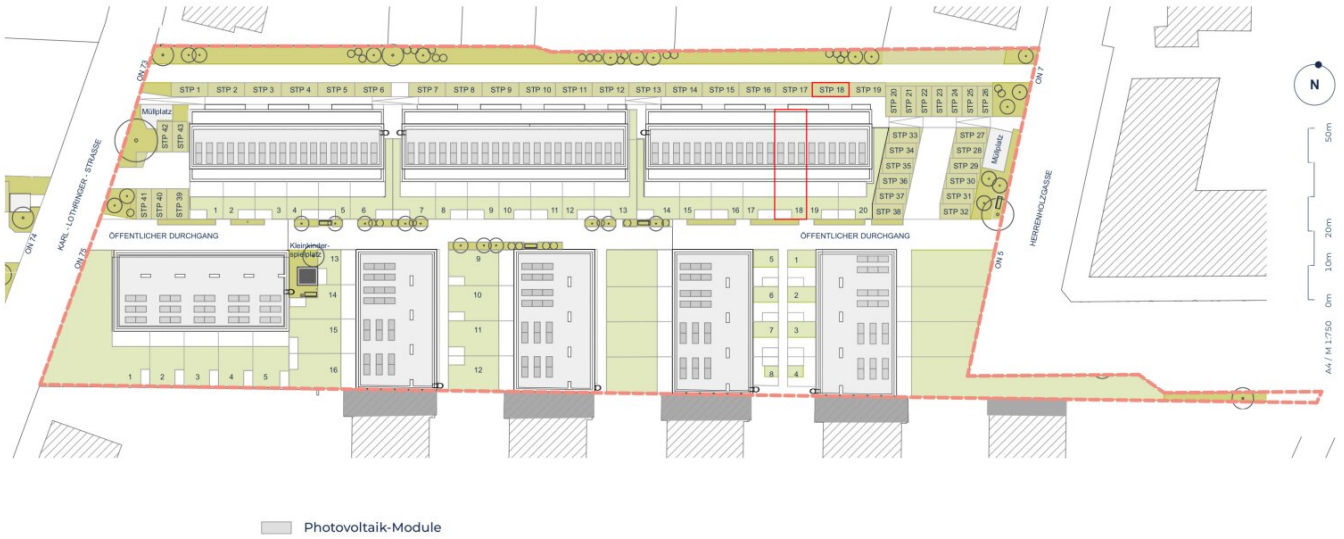 ON 73
ON 7
STP 1 STP 2 STP 3 STP 4 STP 5 STP 6 STP 7 STP 8 STP 9 STP 10 STP 11 STP 12 STP 13 STP 14 STP 15 STP 16 STP 17 STP 18 STP 19
STP 20
STP 21
STP 22
STP 23
STP 24
STP 25
STP 26
N
Müllplatz
STP 42
STP 43
STP 33
STP 34
STP 35
STP 36
STP 37
STP 38
STP 27
STP 28
STP 29
STP 30
STP 31
STP 32
Müllplatz
KARL - LOTHRINGER - STRASSE
HERRENHOLZGASSE
STP 41
STP 40
STP 39
1 2 3 4 5 6 7 8 9 10 11 12 13 14 15 16 17 18 19 20
ON 74
ON 75
ON 5
ÖFFENTLICHER DURCHGANG
ÖFFENTLICHER DURCHGANG
Kleinkinder-
spielplatz
13
14
15
16
9
10
11
12
5 1
6 2
7 3
8 4
1 2 3 4 5
50m
20m
10m
0m
A4 / M 1:750
Photovoltaik-Module